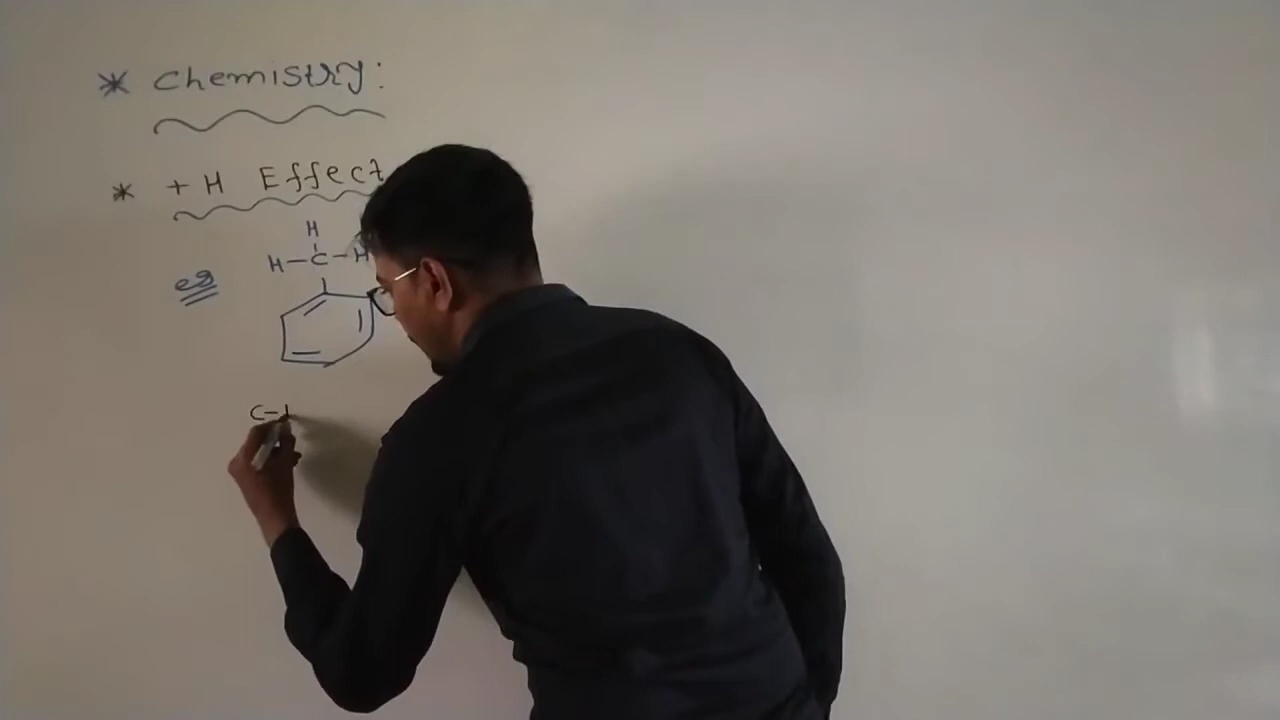 * Chemistry:
* + H Effect
H
eg H-C-H
C-